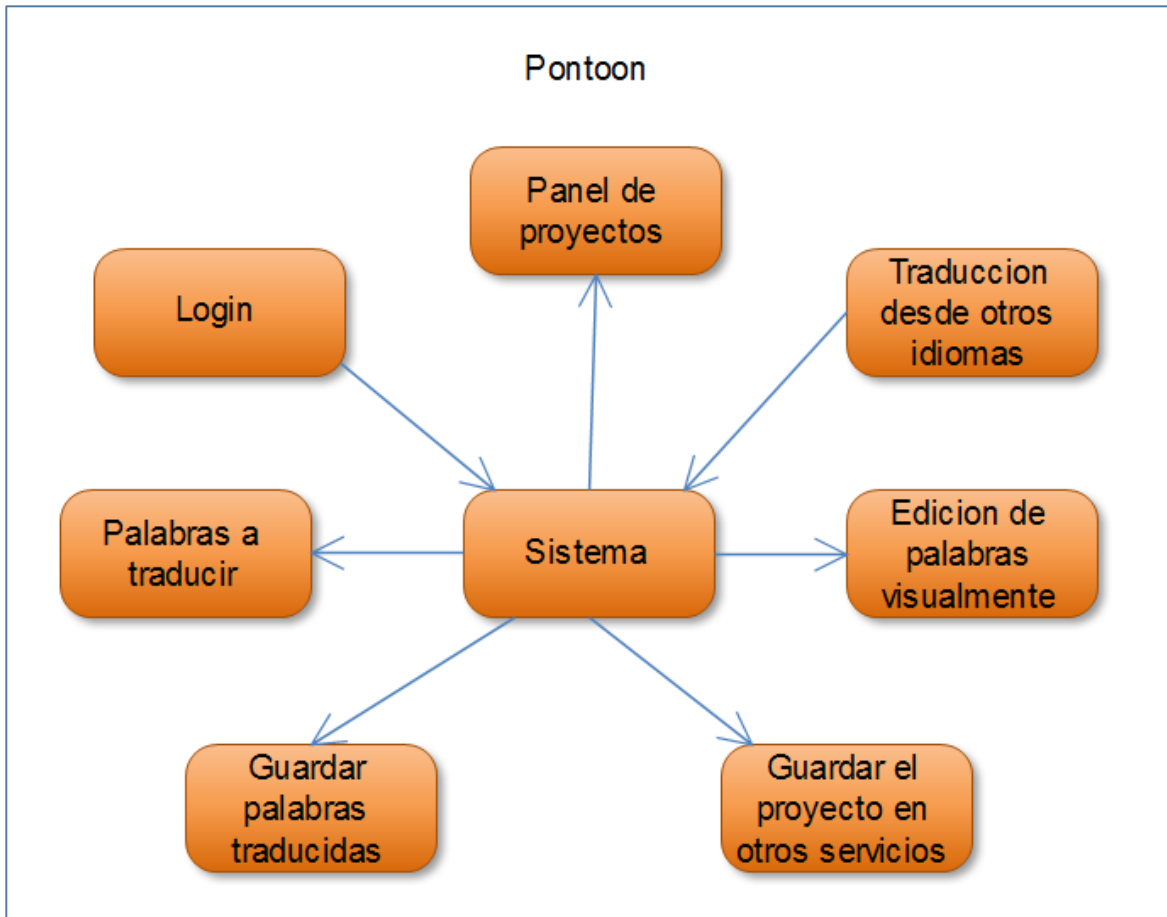 Pontoon
Panel de
proyectos
Login
Traduccion
desde otros
idiomas
Palabras a
traducir
Sistema
Edicion de
palabras
visualmente
Guardar
palabras
traducidas
Guardar el
proyecto en
otros servicios